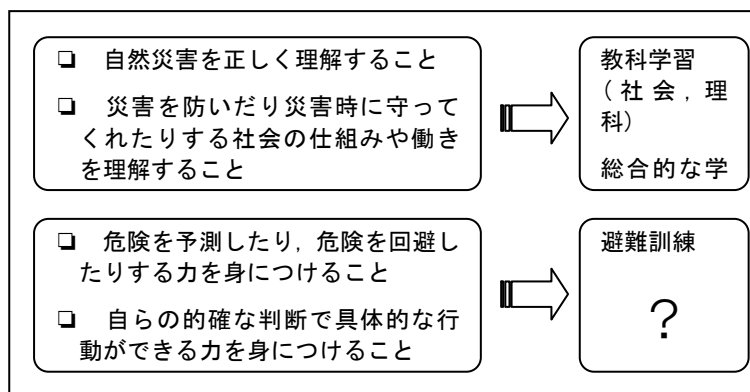 ❏ 自然災害を正しく理解すること
❏ 災害を防いだり災害時に守って
くれたりする社会の仕組みや働き
を理解すること
教科学習
(社会，理
科)
総合的な学
❏ 危険を予測したり，危険を回避し
たりする力を身につけること
❏ 自らの的確な判断で具体的な行
動ができる力を身につけること
避難訓練
？